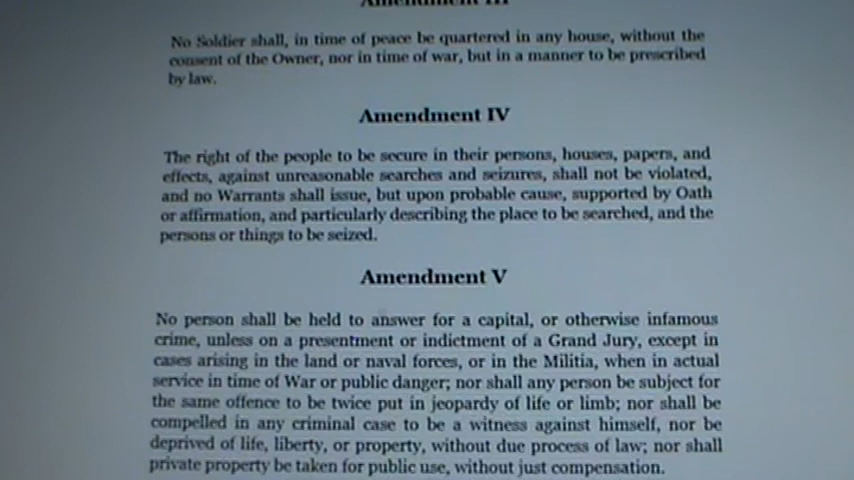 Amendment III
No Soldier shall, in time of peace be quartered in any house, without the
consent of the Owner, nor in time of war, but in a manner to be prescribed
by law.
Amendment IV
The right of the people to be secure in their persons, houses, papers, and
effects, against unreasonable searches and seizures, shall not be violated,
and no Warrants shall issue, but upon probable cause, supported by Oath
or affirmation, and particularly describing the place to be searched, and the
persons or things to be seized.
Amendment V
No person shall be held to answer for a capital, or otherwise infamous
crime, unless on a presentment or indictment of a Grand Jury, except in
cases arising in the land or naval forces, or in the Militia, when in actual
service in time of War or public danger; nor shall any person be subject for
the same offence to be twice put in jeopardy of life or limb; nor shall be
compelled in any criminal case to be a witness against himself, nor be
deprived of life, liberty, or property, without due process of law; nor shall
private property be taken for public use, without just compensation.